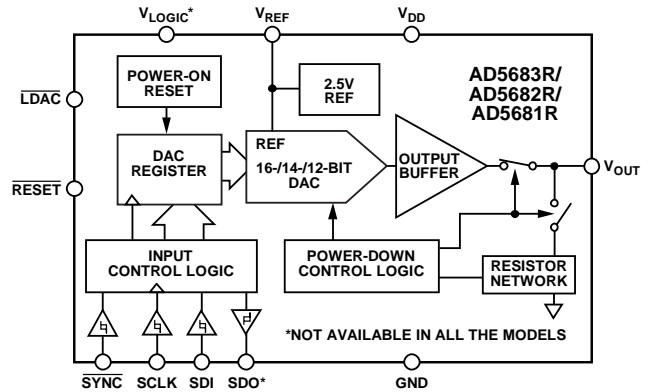 VLOGIC*
VREF
VDD
POWER-ON
RESET
2.5V
REF
AD5683R/
AD5682R/
AD5681R
LDAC
RESET
DAC
REGISTER
REF
16-/14-/12-BIT
DAC
OUTPUT
BUFFER
VOUT
INPUT
CONTROL LOGIC
POWER-DOWN
CONTROL LOGIC
RESISTOR
NETWORK
*NOT AVAILABLE IN ALL THE MODELS
SYNC
SCLK
SDI
SDO*
GND